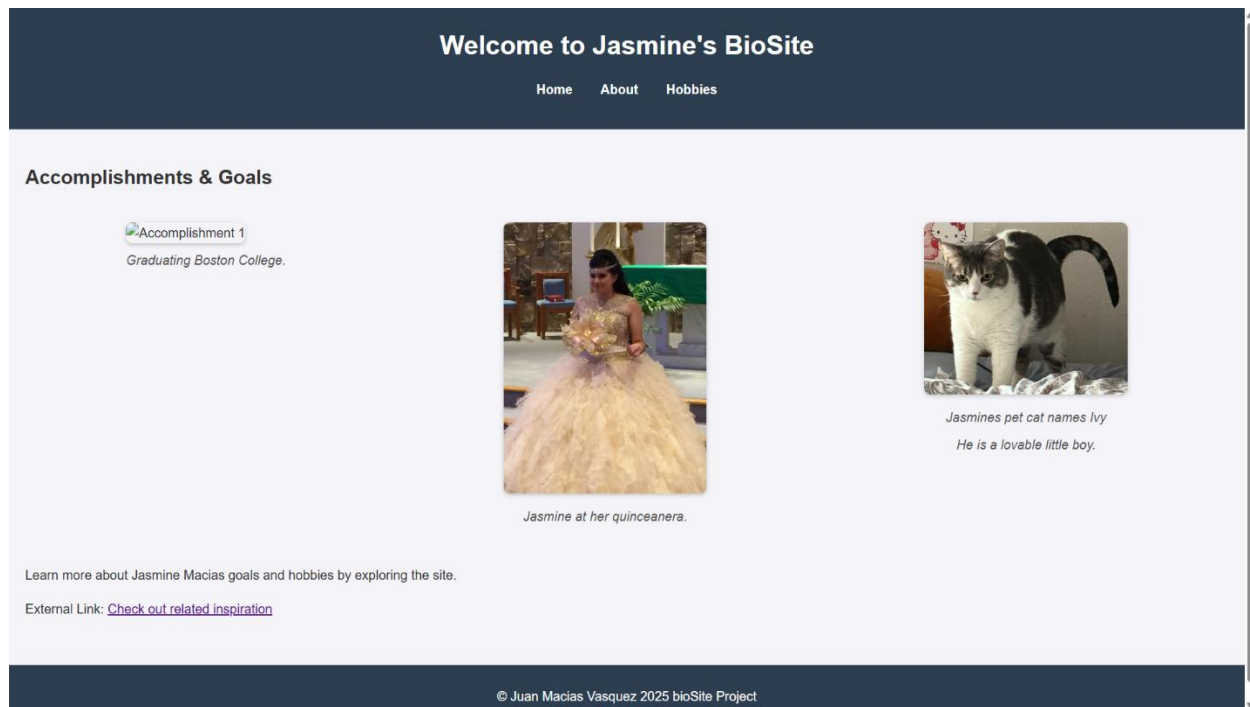 Welcome to Jasmine's BioSite
Home About Hobbies
Accomplishments & Goals
Accomplishment 1
Graduating Boston College.
Jasmine at her quinceanera.
Jasmines pet cat names Ivy
He is a lovable little boy.
Learn more about Jasmine Macias goals and hobbies by exploring the site.
External Link: Check out related inspiration
© Juan Macias Vasquez 2025 bioSite Project